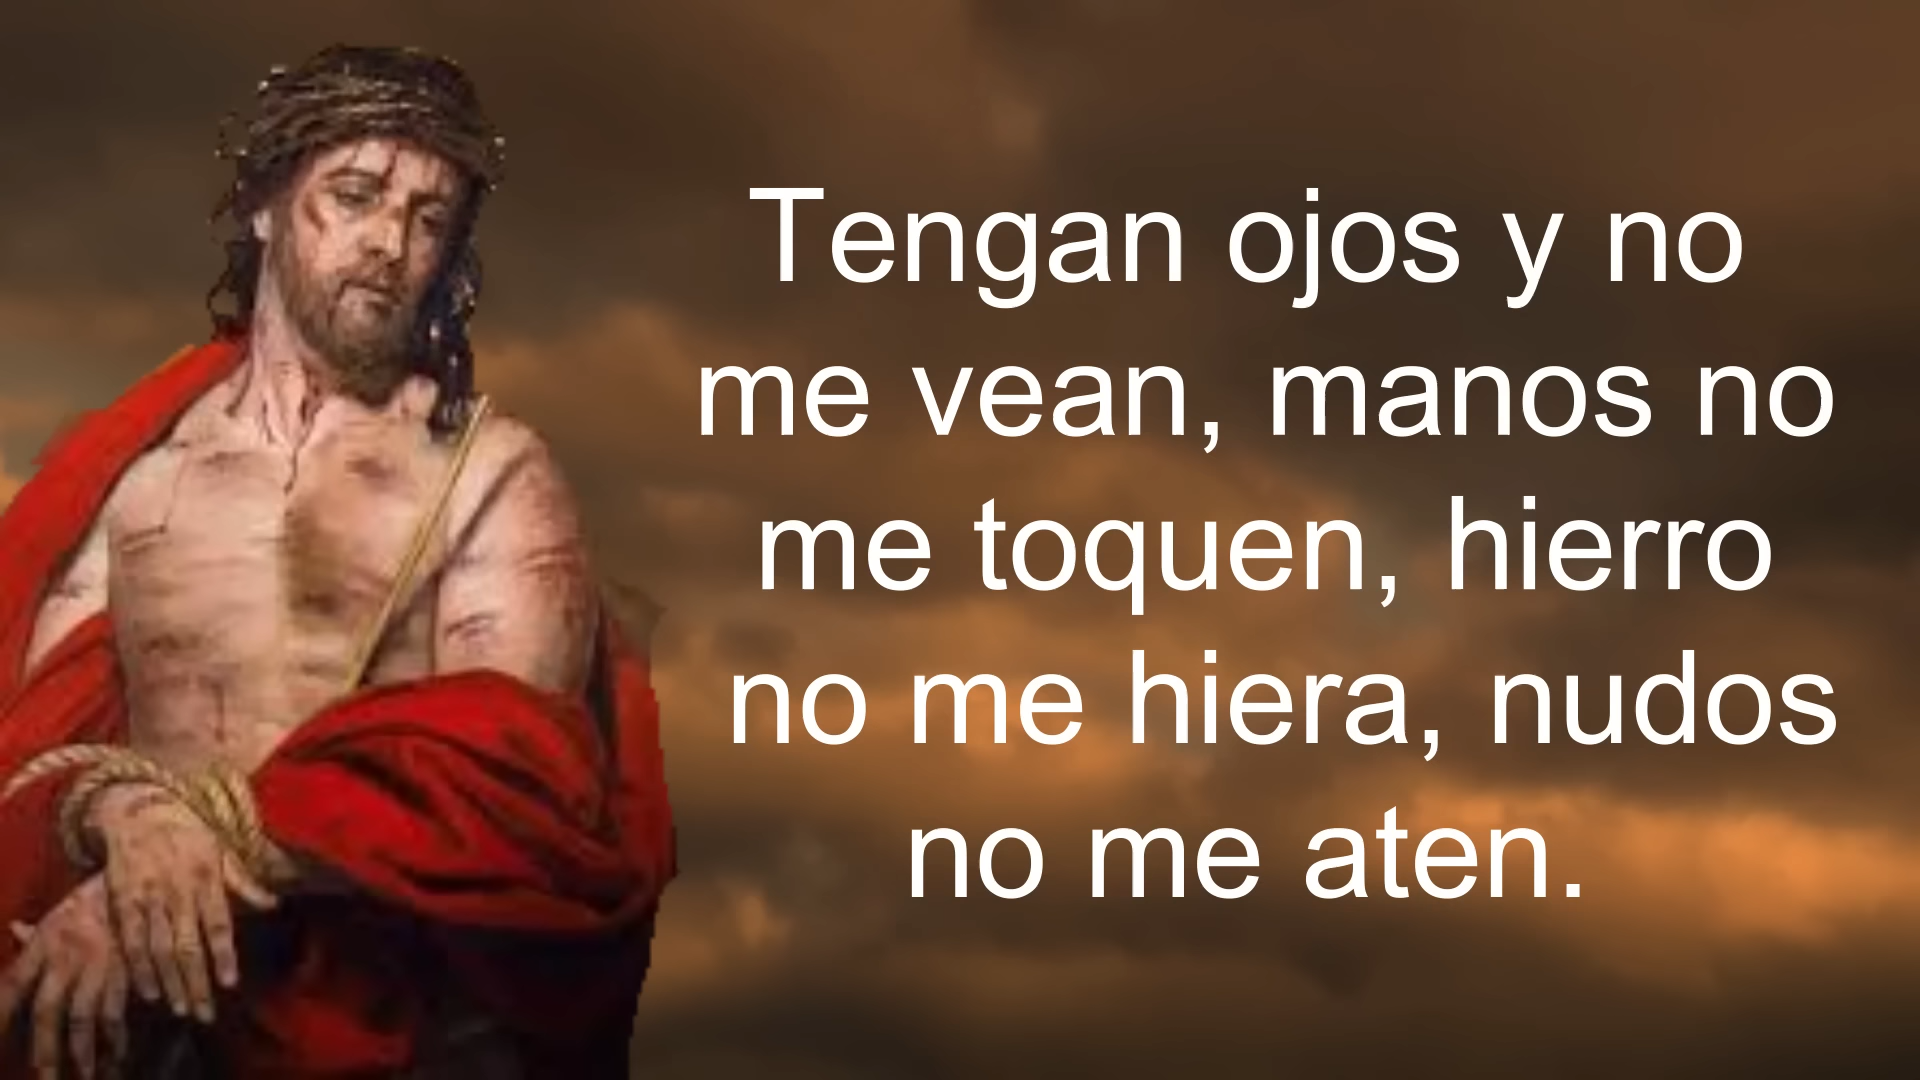 Tengan ojos y no
me vean, manos no
me toquen, hierro
no me hiera, nudos
no me aten.